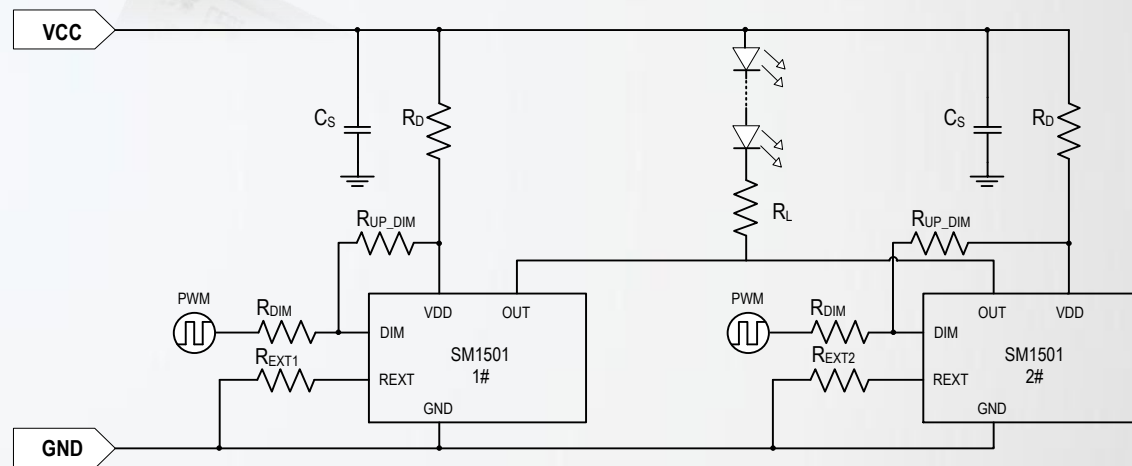 VCC
CS
RD
RL
CS
RD
RUP_DIM
RUP_DIM
PWM
RDIM
VDD
OUT
DIM
SM1501
1#
REXT1
REXT
GND
PWM
RDIM
OUT
VDD
DIM
SM1501
2#
REXT2
REXT
GND
GND